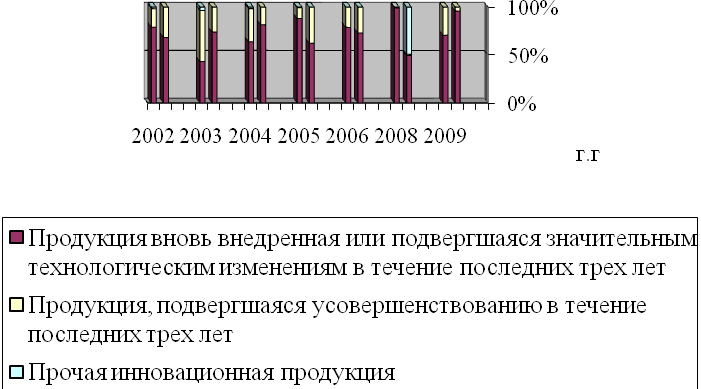 100%
50%
0%
2002 2003 2004 2005 2006 2008 2009
г.г
Продукция вновь внедренная или подвергшаяся значительным
технологическим изменениям в течение последних трех лет
Продукция, подвергшаяся усовершенствованию в течение
последних трех лет
Прочая инновационная продукция